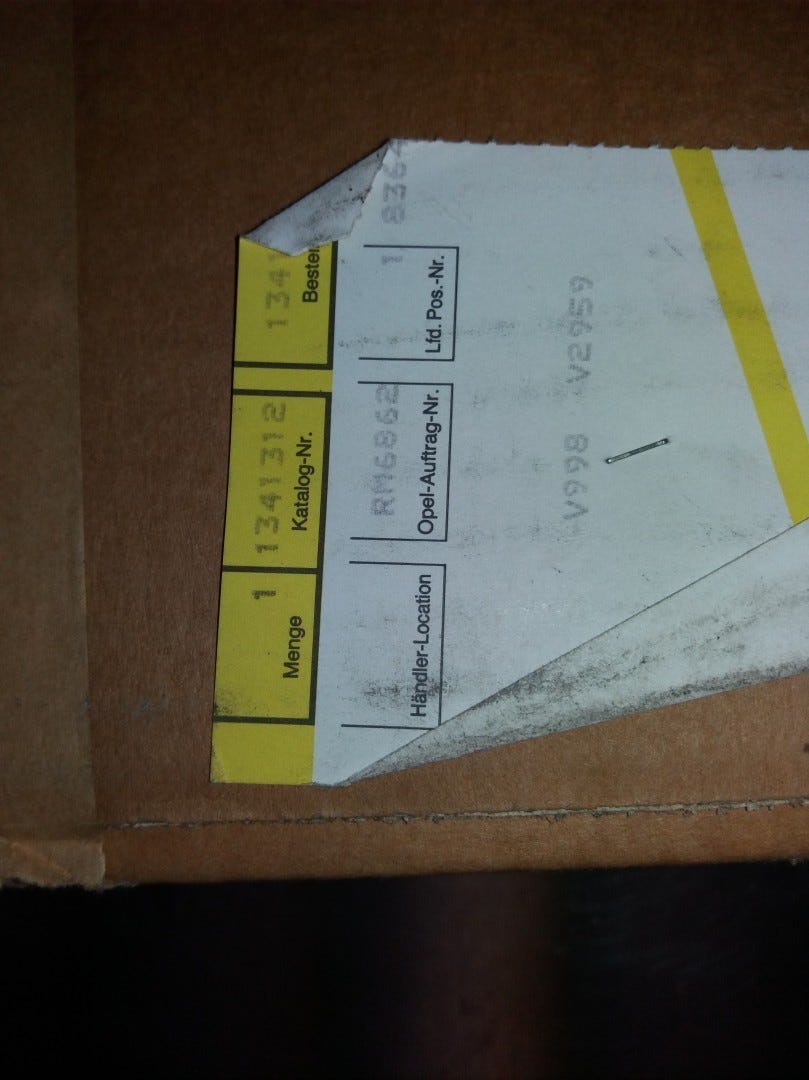 1 1341312 134
Menge Katalog-Nr. Bestel
RM6862 1 836
Händler-Location Opel-Auftrag-Nr. Lfd. Pos.-Nr.
V998 V2959